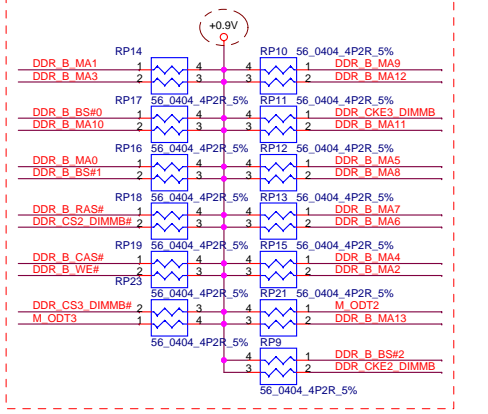 +0.9V
RP14 RP10 56_0404_4P2R_5%
DDR_B_MA1 1 4 4 1 DDR_B_MA9
DDR_B_MA3 2 3 3 2 DDR_B_MA12
RP17 56_0404_4P2R_5% RP11 56_0404_4P2R_5%
DDR_B_BS#0 1 4 4 1 DDR_CKE3_DIMMB
DDR_B_MA10 2 3 3 2 DDR_B_MA11
RP16 56_0404_4P2R_5% RP12 56_0404_4P2R_5%
DDR_B_MA0 1 4 4 1 DDR_B_MA5
DDR_B_BS#1 2 3 3 2 DDR_B_MA8
RP18 56_0404_4P2R_5% RP13 56_0404_4P2R_5%
DDR_B_RAS# 1 4 4 1 DDR_B_MA7
DDR_CS2_DIMMB# 2 3 3 2 DDR_B_MA6
RP19 56_0404_4P2R_5% RP15 56_0404_4P2R_5%
DDR_B_CAS# 1 4 4 1 DDR_B_MA4
DDR_B_WE# 2 3 3 2 DDR_B_MA2
RP23 56_0404_4P2R_5% RP21 56_0404_4P2R_5%
DDR_CS3_DIMMB# 2 3 4 1 M_ODT2
M_ODT3 1 4 3 2 DDR_B_MA13
56_0404_4P2R_5% RP9
4 1 DDR_B_BS#2
3 2 DDR_CKE2_DIMMB
56_0404_4P2R_5%